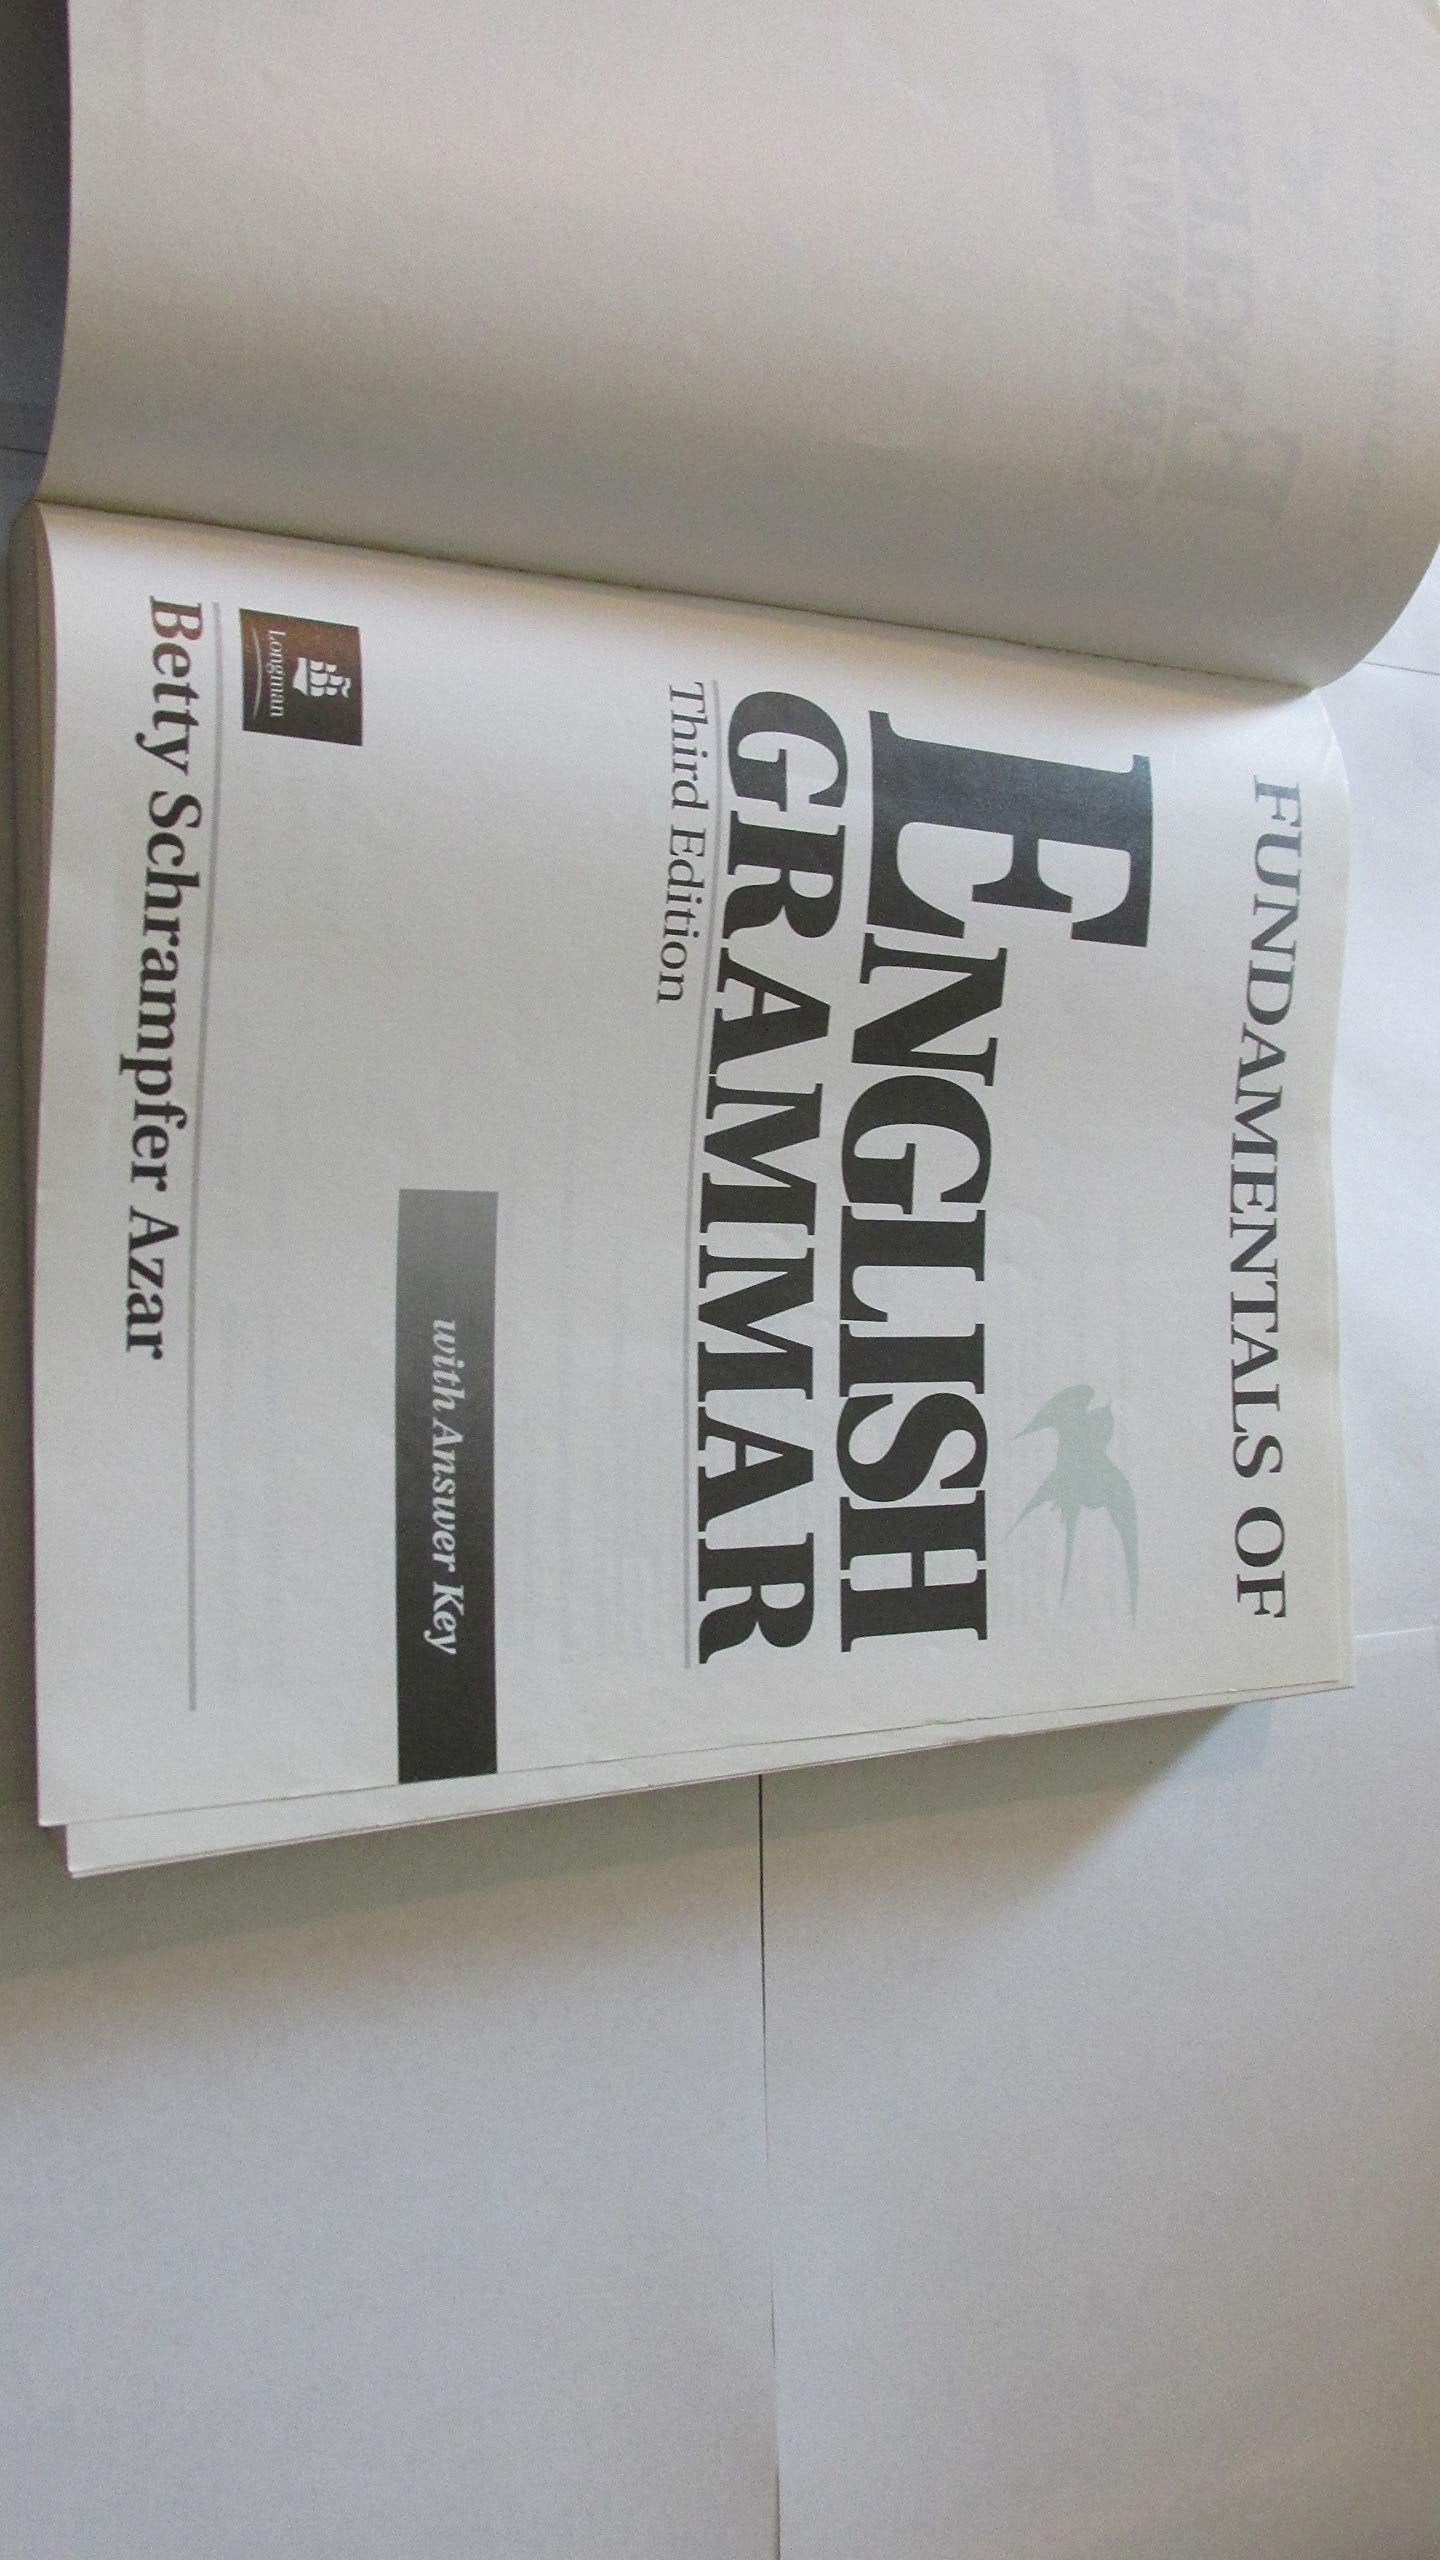 FUNDAMENTALS OF
ENGLISH
GRAMMAR
Third Edition
with Answer Key
Longman
Betty Schrampfer Azar